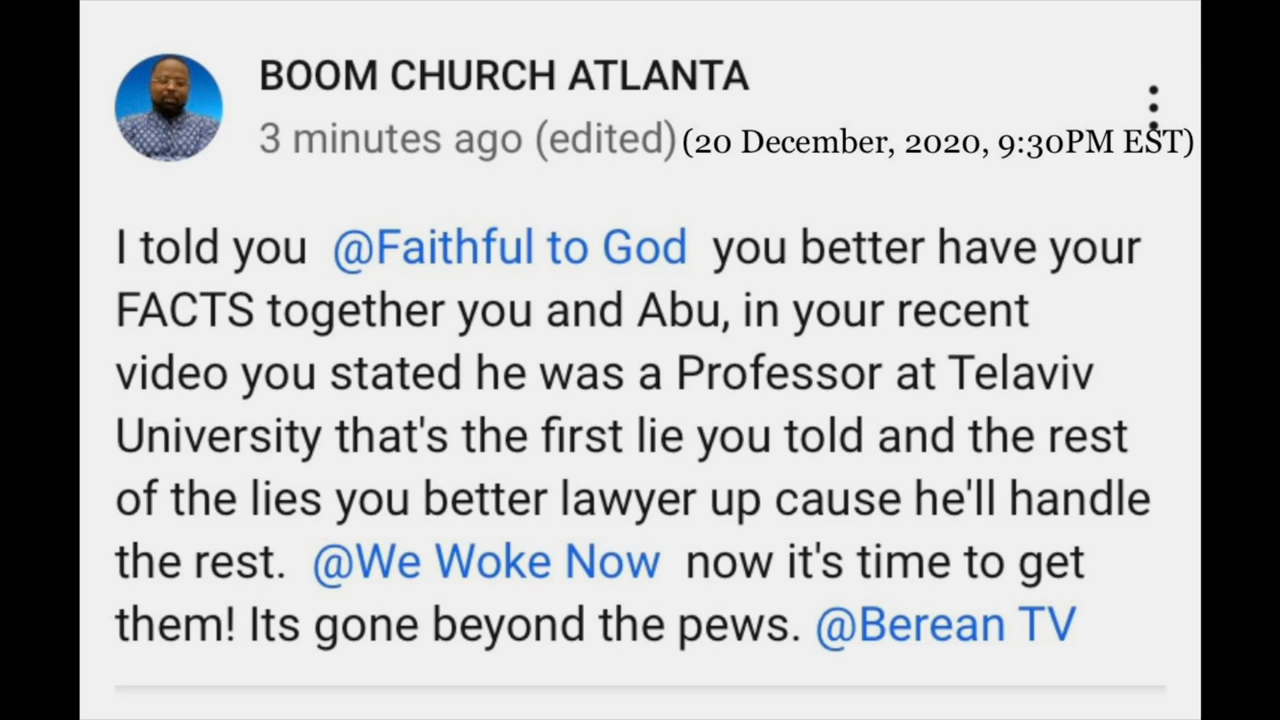 BOOM CHURCH ATLANTA
3 minutes ago (edited) (20 December, 2020, 9:30PM EST)
I told you @Faithful to God you better have your
FACTS together you and Abu, in your recent
video you stated he was a Professor at Telaviv
University that's the first lie you told and the rest
of the lies you better lawyer up cause he'll handle
the rest. @We Woke Now now it's time to get
them! Its gone beyond the pews. @Berean TV